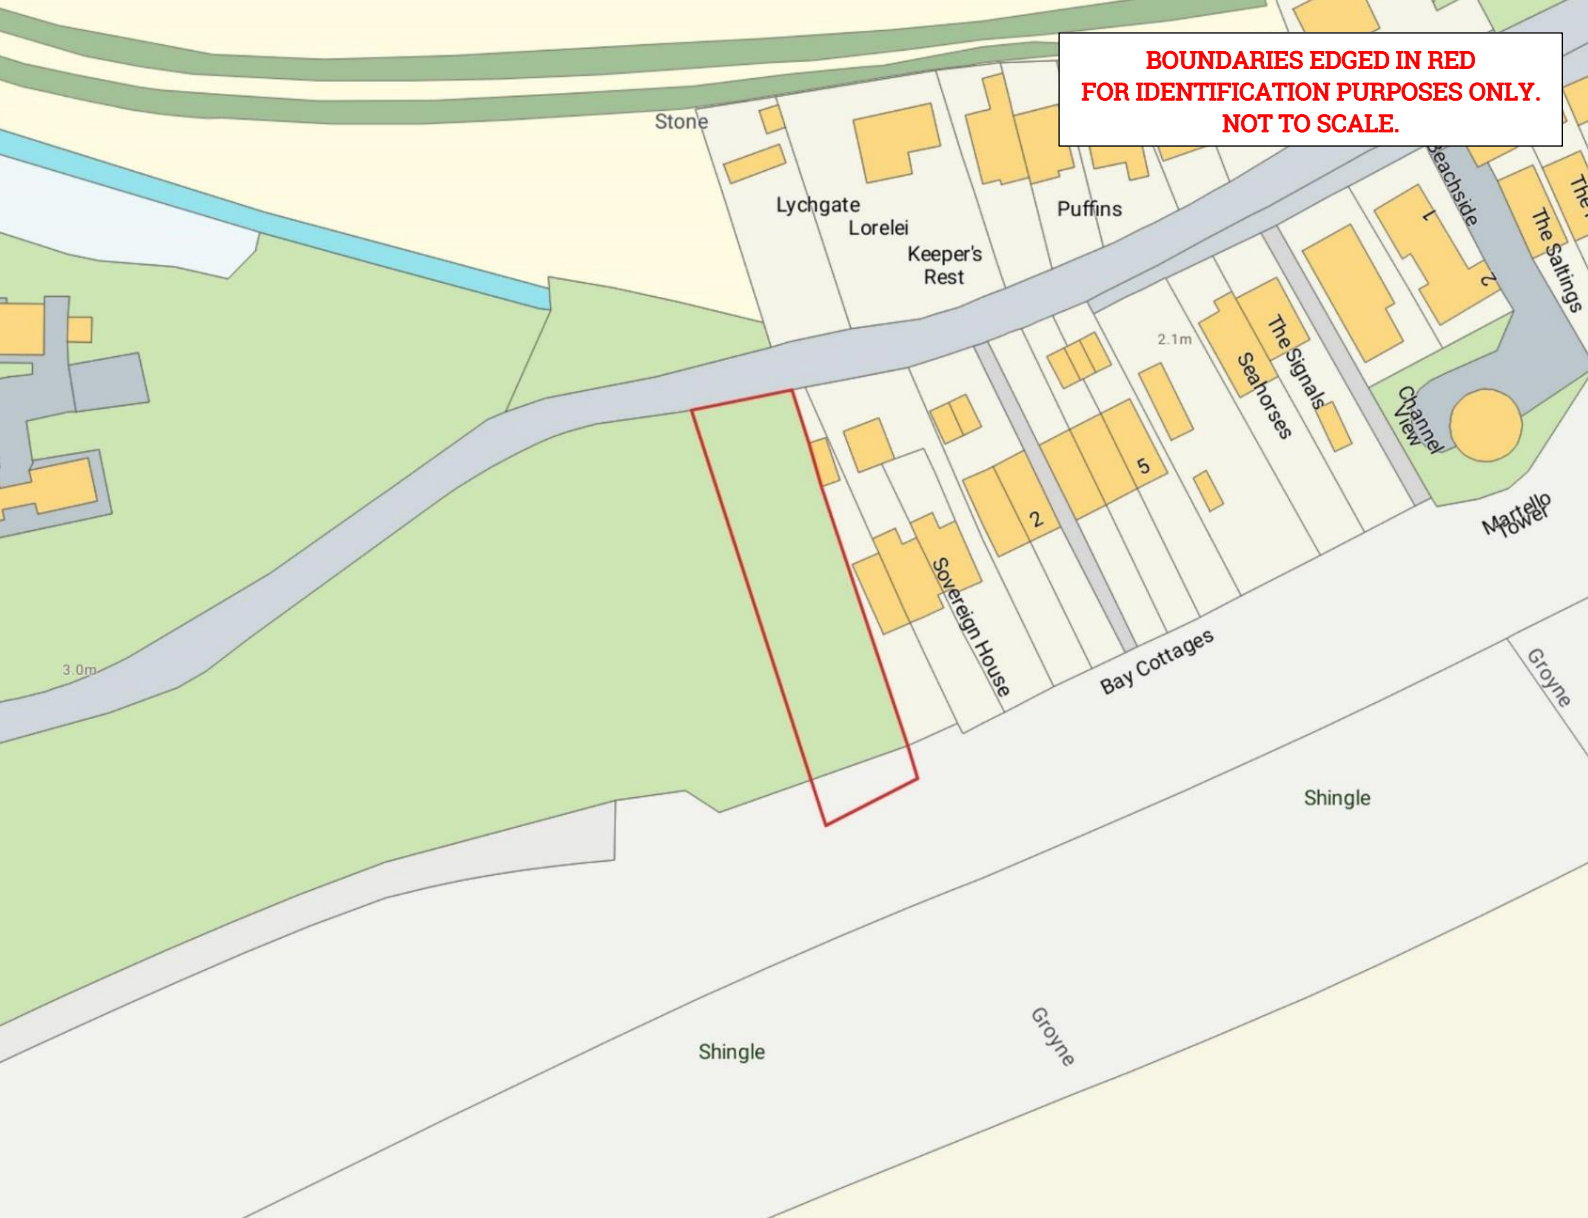 BOUNDARIES EDGED IN RED
FOR IDENTIFICATION PURPOSES ONLY.
NOT TO SCALE.
Stone
Lychgate
Lorelei
Keeper's
Rest
Puffins
Beachside
1
2
The Saltings
The
2.1m
The Signals
Seahorses
Channel
View
5
2
Martello
Tower
Sovereign House
Bay Cottages
3.0m
Groyne
Shingle
Groyne
Shingle